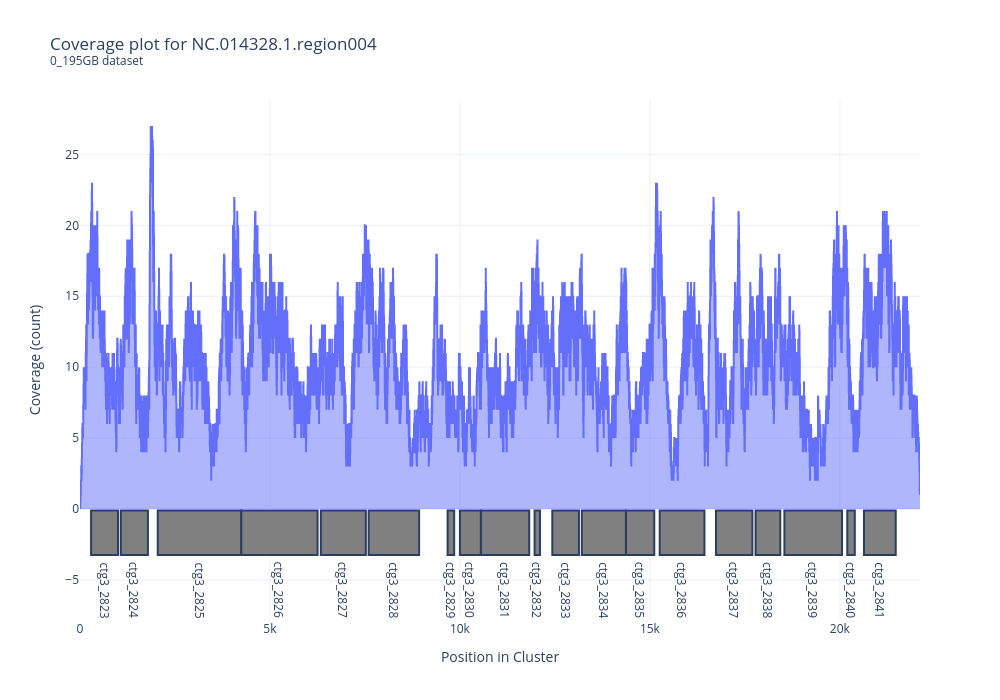 Coverage plot for NC.014328.1.region004
0_195GB dataset
25
20
15
10
5
0
−5
Coverage (count)
ctg3_2823
ctg3_2824
ctg3_2825
ctg3_2826
ctg3_2827
ctg3_2828
ctg3_2829
ctg3_2830
ctg3_2831
ctg3_2832
ctg3_2833
ctg3_2834
ctg3_2835
ctg3_2836
ctg3_2837
ctg3_2838
ctg3_2839
ctg3_2840
ctg3_2841
0 5k 10k 15k 20k
Position in Cluster